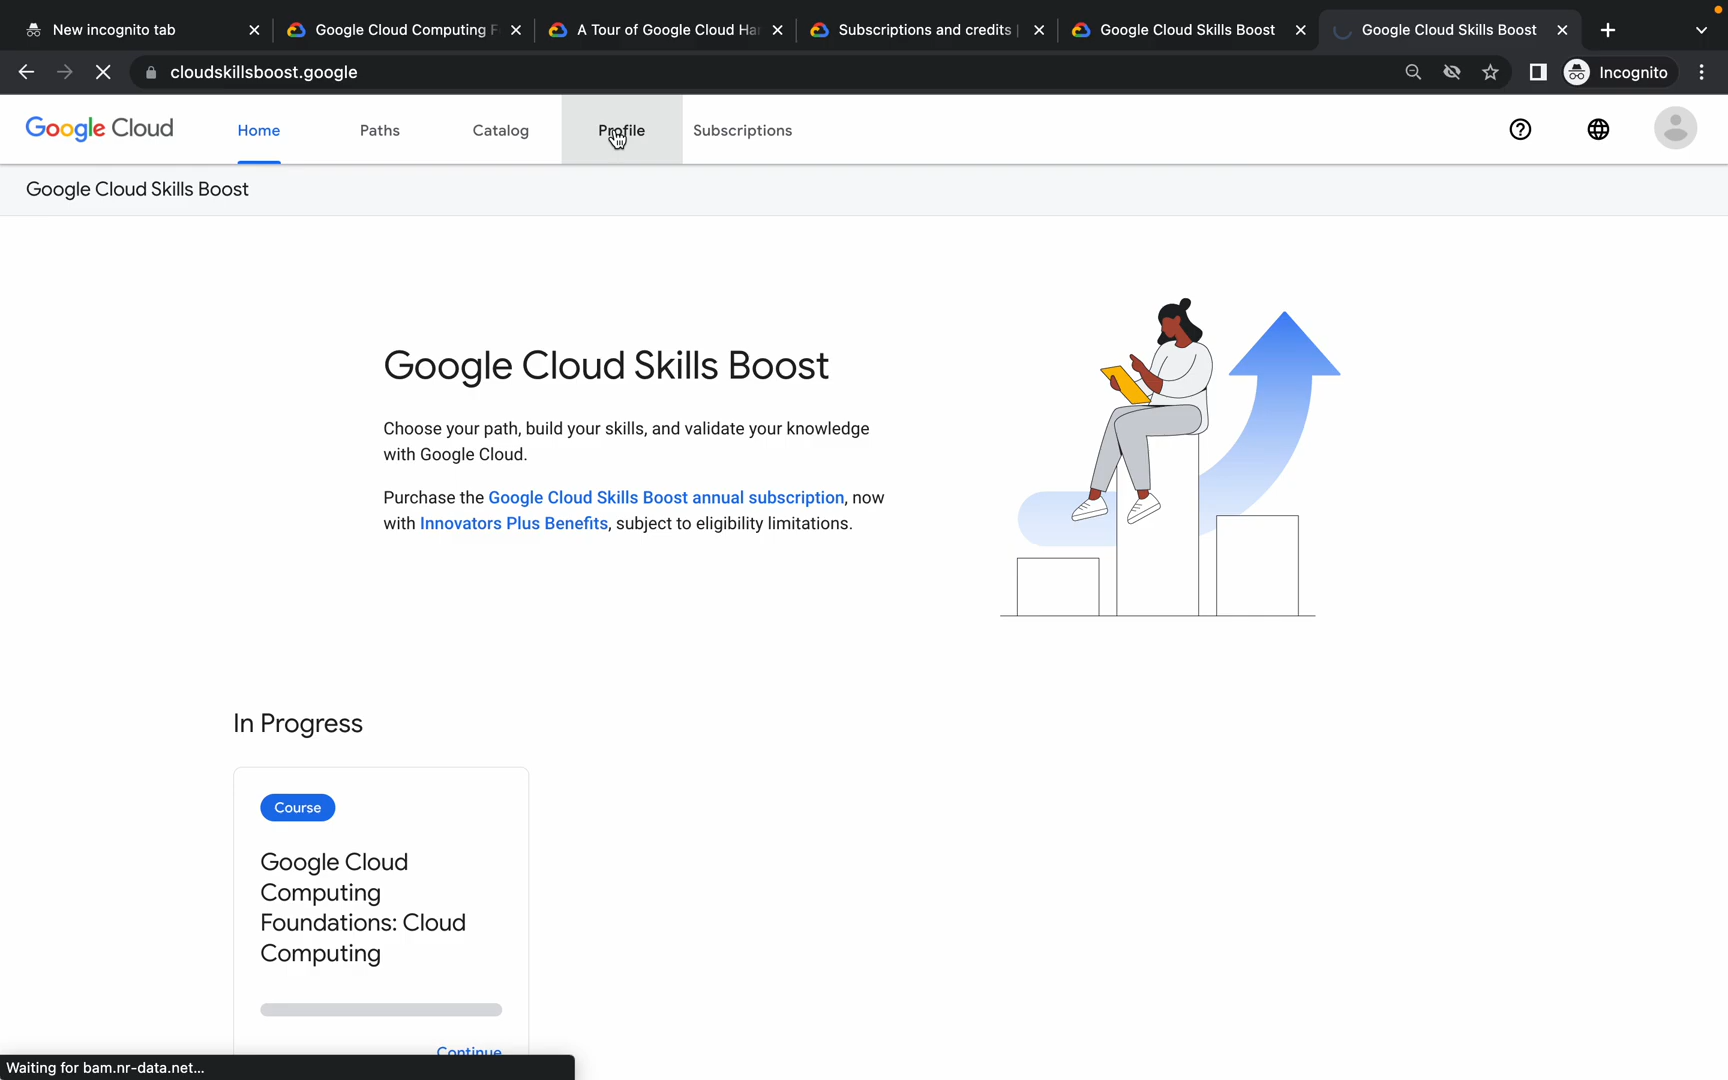 New incognito tab
Google Cloud Computing F
A Tour of Google Cloud Ha
Subscriptions and credits |
Google Cloud Skills Boost
Google Cloud Skills Boost
cloudskillsboost.google
Incognito
Google Cloud
Home
Paths
Catalog
Profile
Subscriptions
Google Cloud Skills Boost
Google Cloud Skills Boost
Choose your path, build your skills, and validate your knowledge
with Google Cloud.
Purchase the Google Cloud Skills Boost annual subscription, now
with Innovators Plus Benefits, subject to eligibility limitations.
In Progress
Course
Google Cloud
Computing
Foundations: Cloud
Computing
Continue
Waiting for bam.nr-data.net...